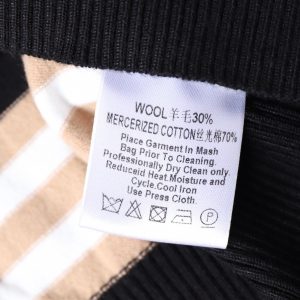 WOOL 羊毛30%
MERCERIZED COTTON丝光棉70%
Place Garment in Mash
Bag Prior To Cleaning.
Professionally Dry Clean only.
Reduceid Heat.Moisture and
Cycle.Cool Iron
Use Press Cloth.
P